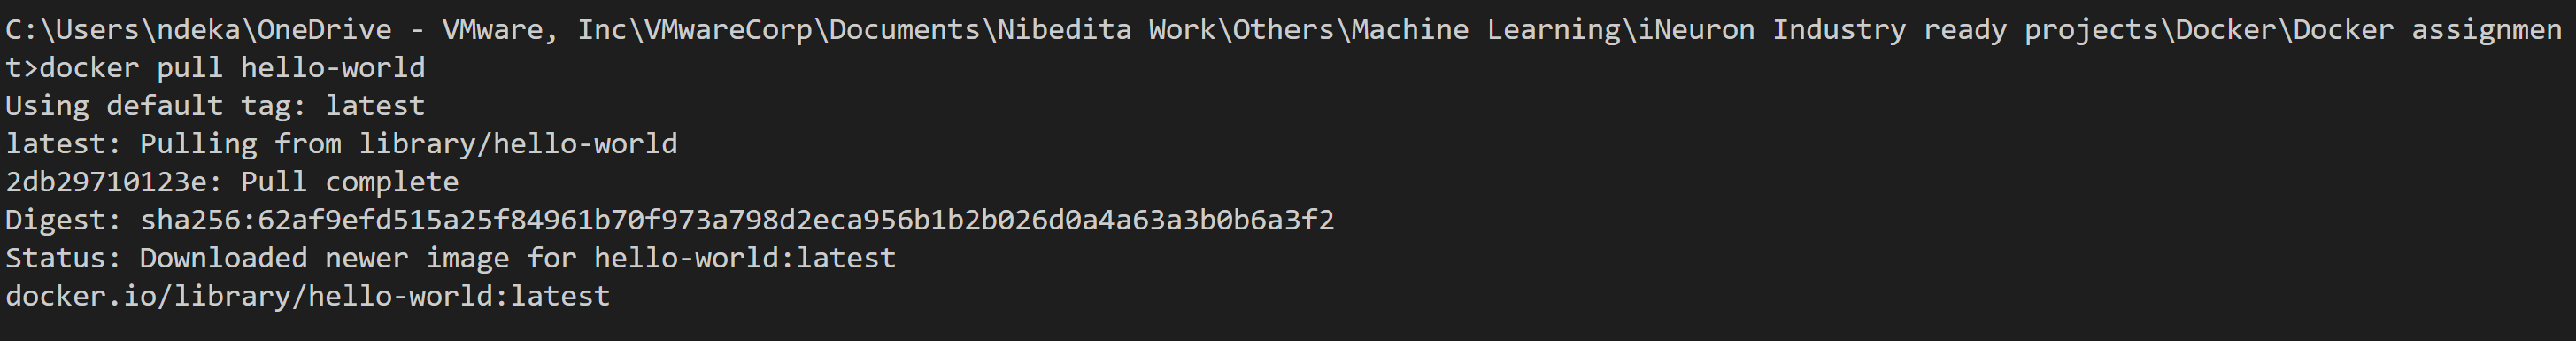 C:\Users\ndeka\OneDrive - VMware, Inc\VMwareCorp\Documents\Nibedita Work\Others\Machine Learning\iNeuron Industry ready projects\Docker\Docker assignmen
t>docker pull hello-world
Using default tag: latest
latest: Pulling from library/hello-world
2db29710123e: Pull complete
Digest: sha256:62af9efd515a25f84961b70f973a798d2eca956b1b2b026d0a4a63a3b0b6a3f2
Status: Downloaded newer image for hello-world:latest
docker.io/library/hello-world:latest